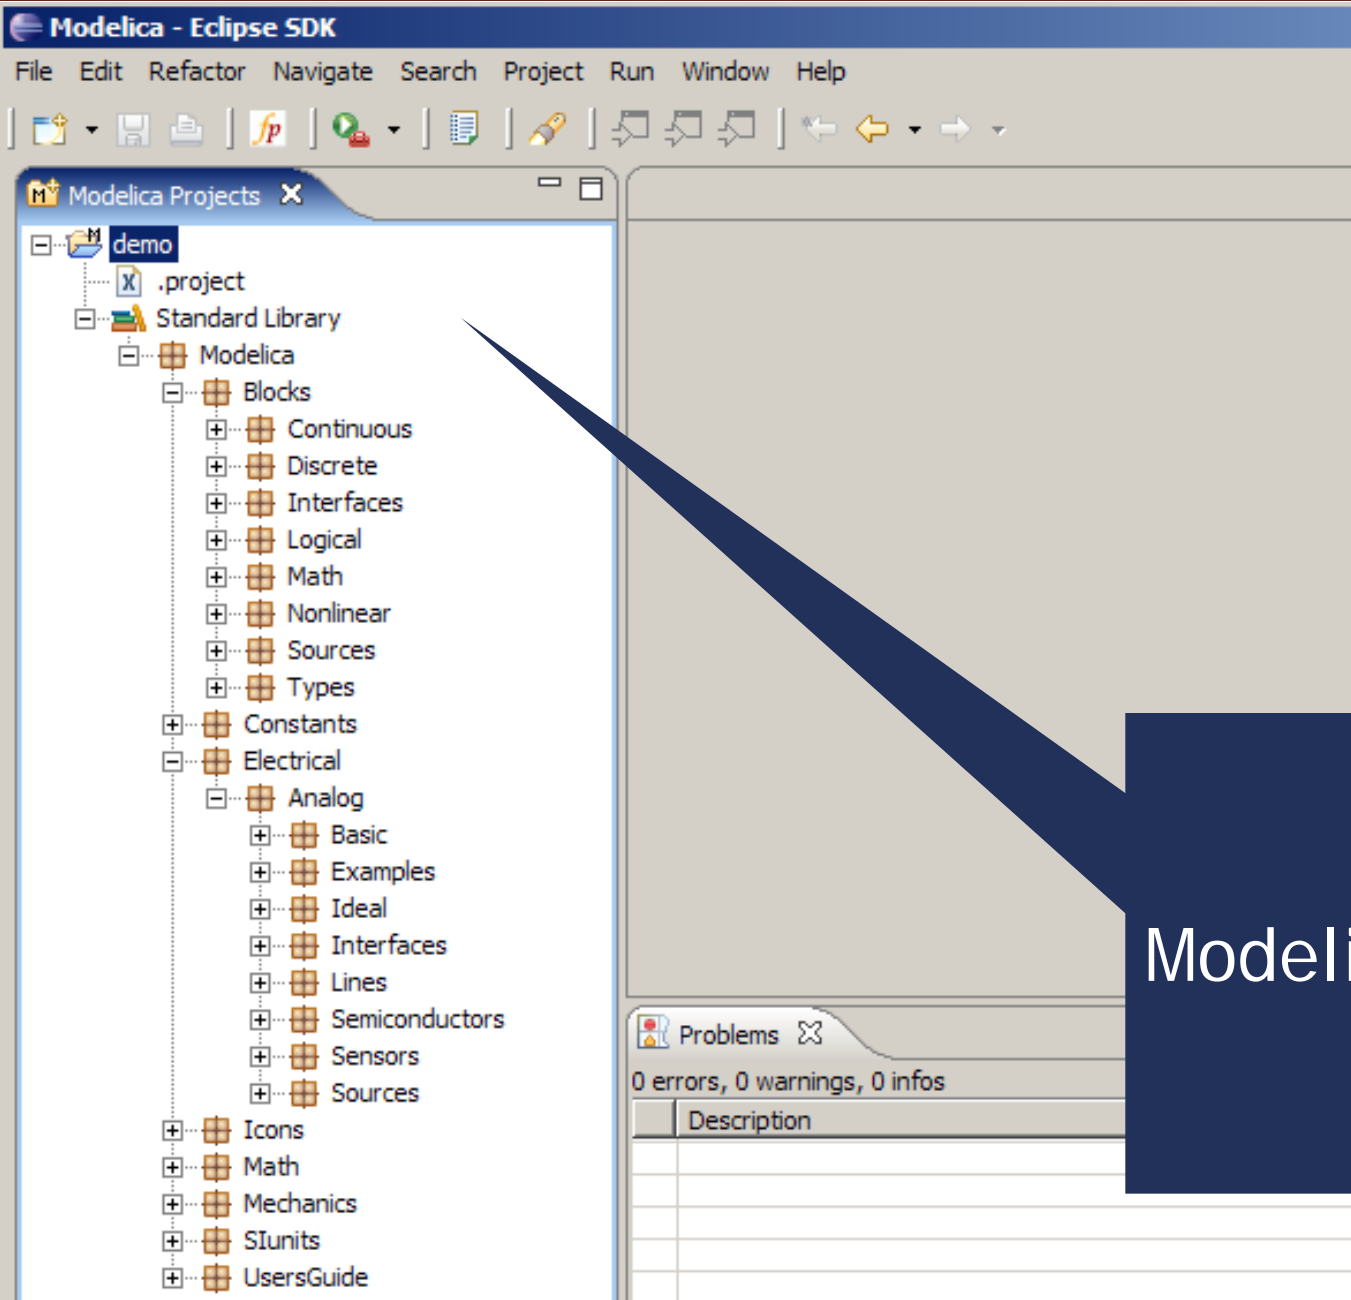 Modelica - Eclipse SDK
File Edit Refactor Navigate Search Project Run Window Help
Modelica Projects
demo
.project
Standard Library
Modelica
Blocks
Continuous
Discrete
Interfaces
Logical
Math
Nonlinear
Sources
Types
Constants
Electrical
Analog
Basic
Examples
Ideal
Interfaces
Lines
Semiconductors
Sensors
Sources
Icons
Math
Mechanics
SIunits
UsersGuide
Problems
0 errors, 0 warnings, 0 infos
Description